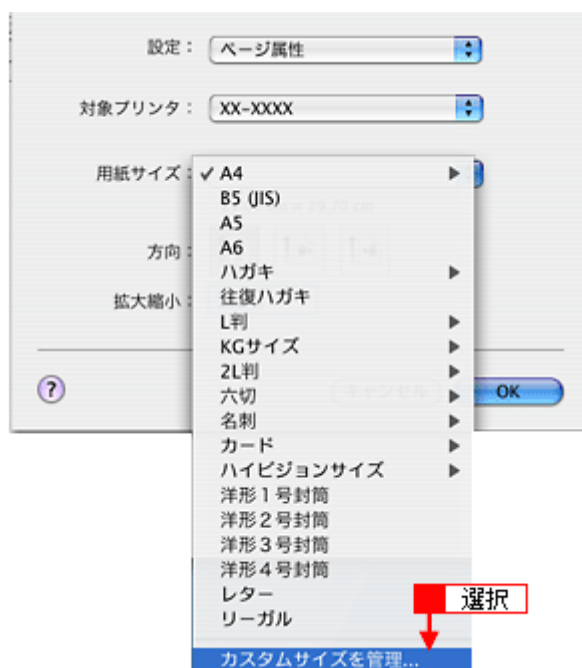 設定：ページ属性
対象プリンタ：XX-XXXX
用紙サイズ：✓ A4
B5 (JIS)
A5
A6
方向：
ハガキ
往復ハガキ
拡大縮小：
L判
KGサイズ
2L判
六切
キャンセル
OK
?
名刺
カード
ハイビジョンサイズ
洋形1号封筒
洋形2号封筒
洋形3号封筒
洋形4号封筒
レター
リーガル
選択
カスタムサイズを管理...